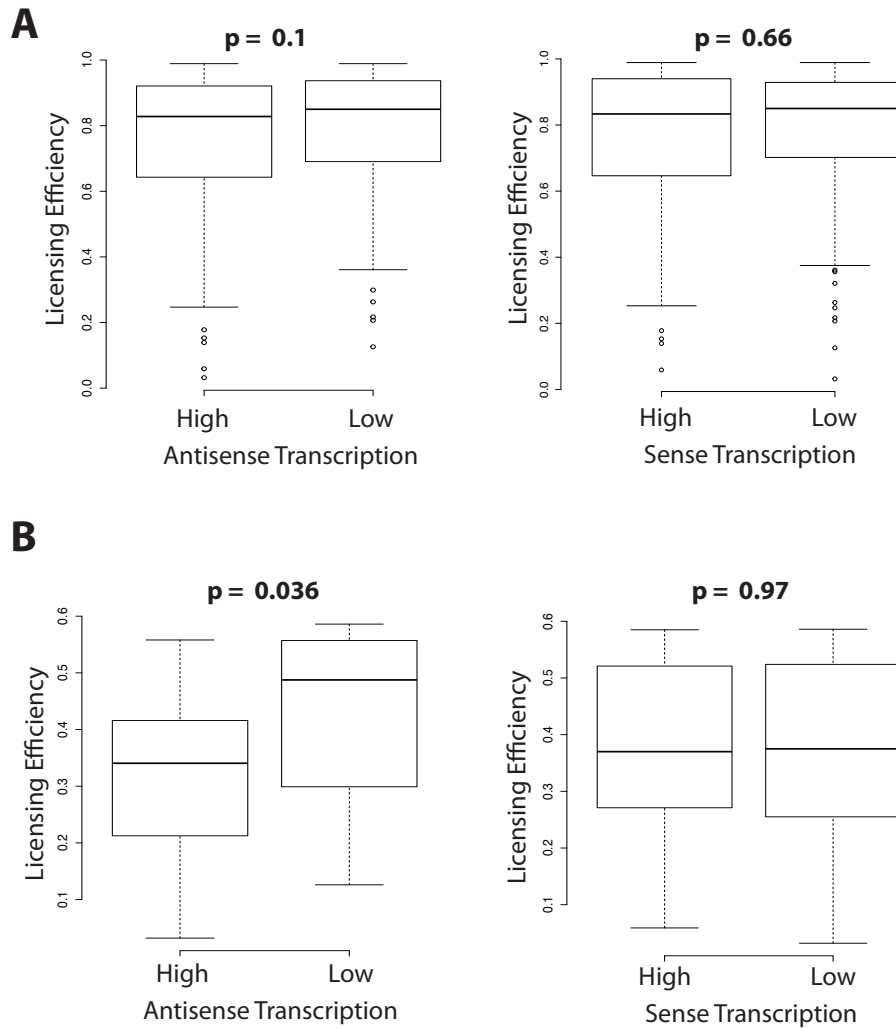 A
p = 0.1
Licensing Efficiency
1.0
0.8
0.6
0.4
0.2
0.0
High Low
Antisense Transcription
p = 0.66
Licensing Efficiency
1.0
0.8
0.6
0.4
0.2
0.0
High Low
Sense Transcription
B
p = 0.036
Licensing Efficiency
0.6
0.5
0.4
0.3
0.2
0.1
High Low
Antisense Transcription
p = 0.97
Licensing Efficiency
0.6
0.5
0.4
0.3
0.2
0.1
High Low
Sense Transcription